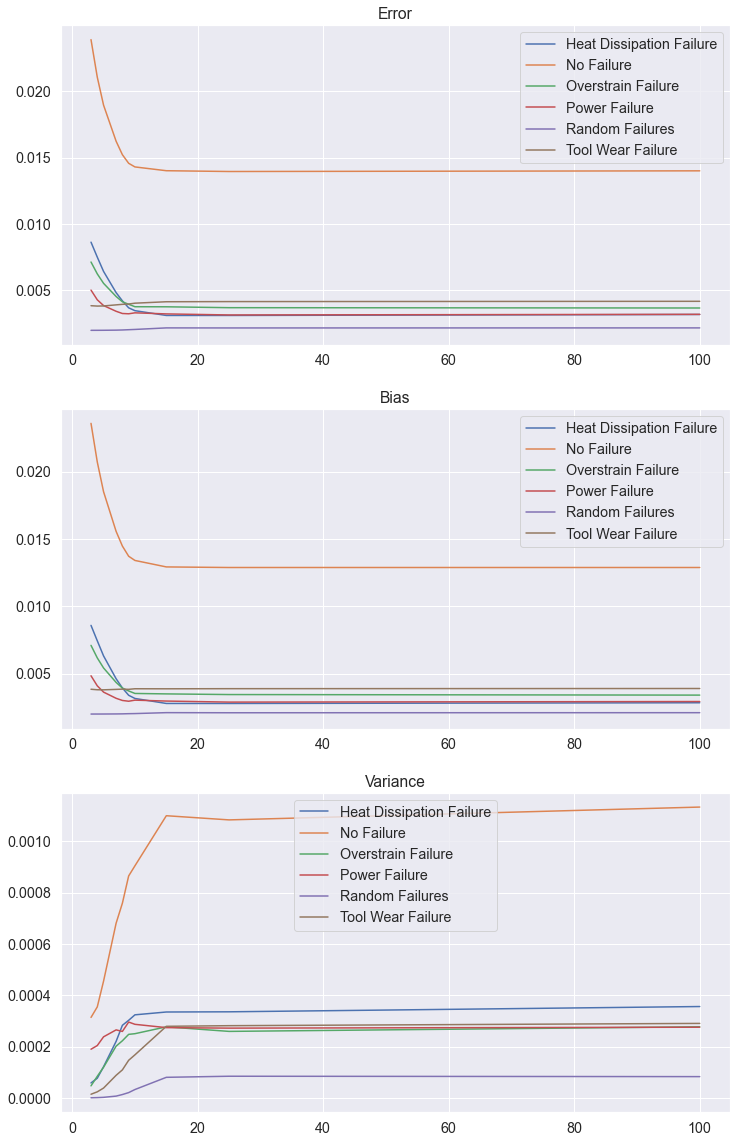 Error
Heat Dissipation Failure
No Failure
Overstrain Failure
Power Failure
Random Failures
Tool Wear Failure
0.020
0.015
0.010
0.005
0 20 40 60 80 100
Bias
Heat Dissipation Failure
No Failure
Overstrain Failure
Power Failure
Random Failures
Tool Wear Failure
0.020
0.015
0.010
0.005
0 20 40 60 80 100
Variance
Heat Dissipation Failure
No Failure
Overstrain Failure
Power Failure
Random Failures
Tool Wear Failure
0.0010
0.0008
0.0006
0.0004
0.0002
0.0000
0 20 40 60 80 100